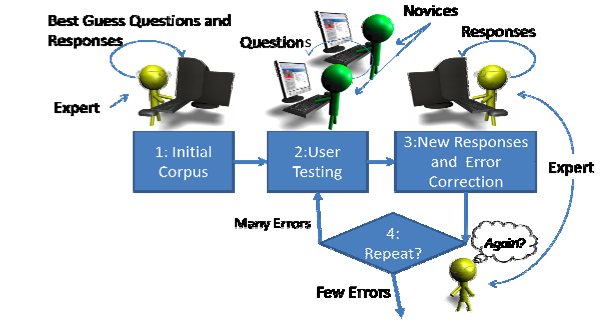 Best Guess Questions and
Responses
Expert
Questions
Novices
Responses
1: Initial
Corpus
2:User
Testing
3:New Responses
and Error
Correction
Expert
Many Errors
4:
Repeat?
Again?
Few Errors